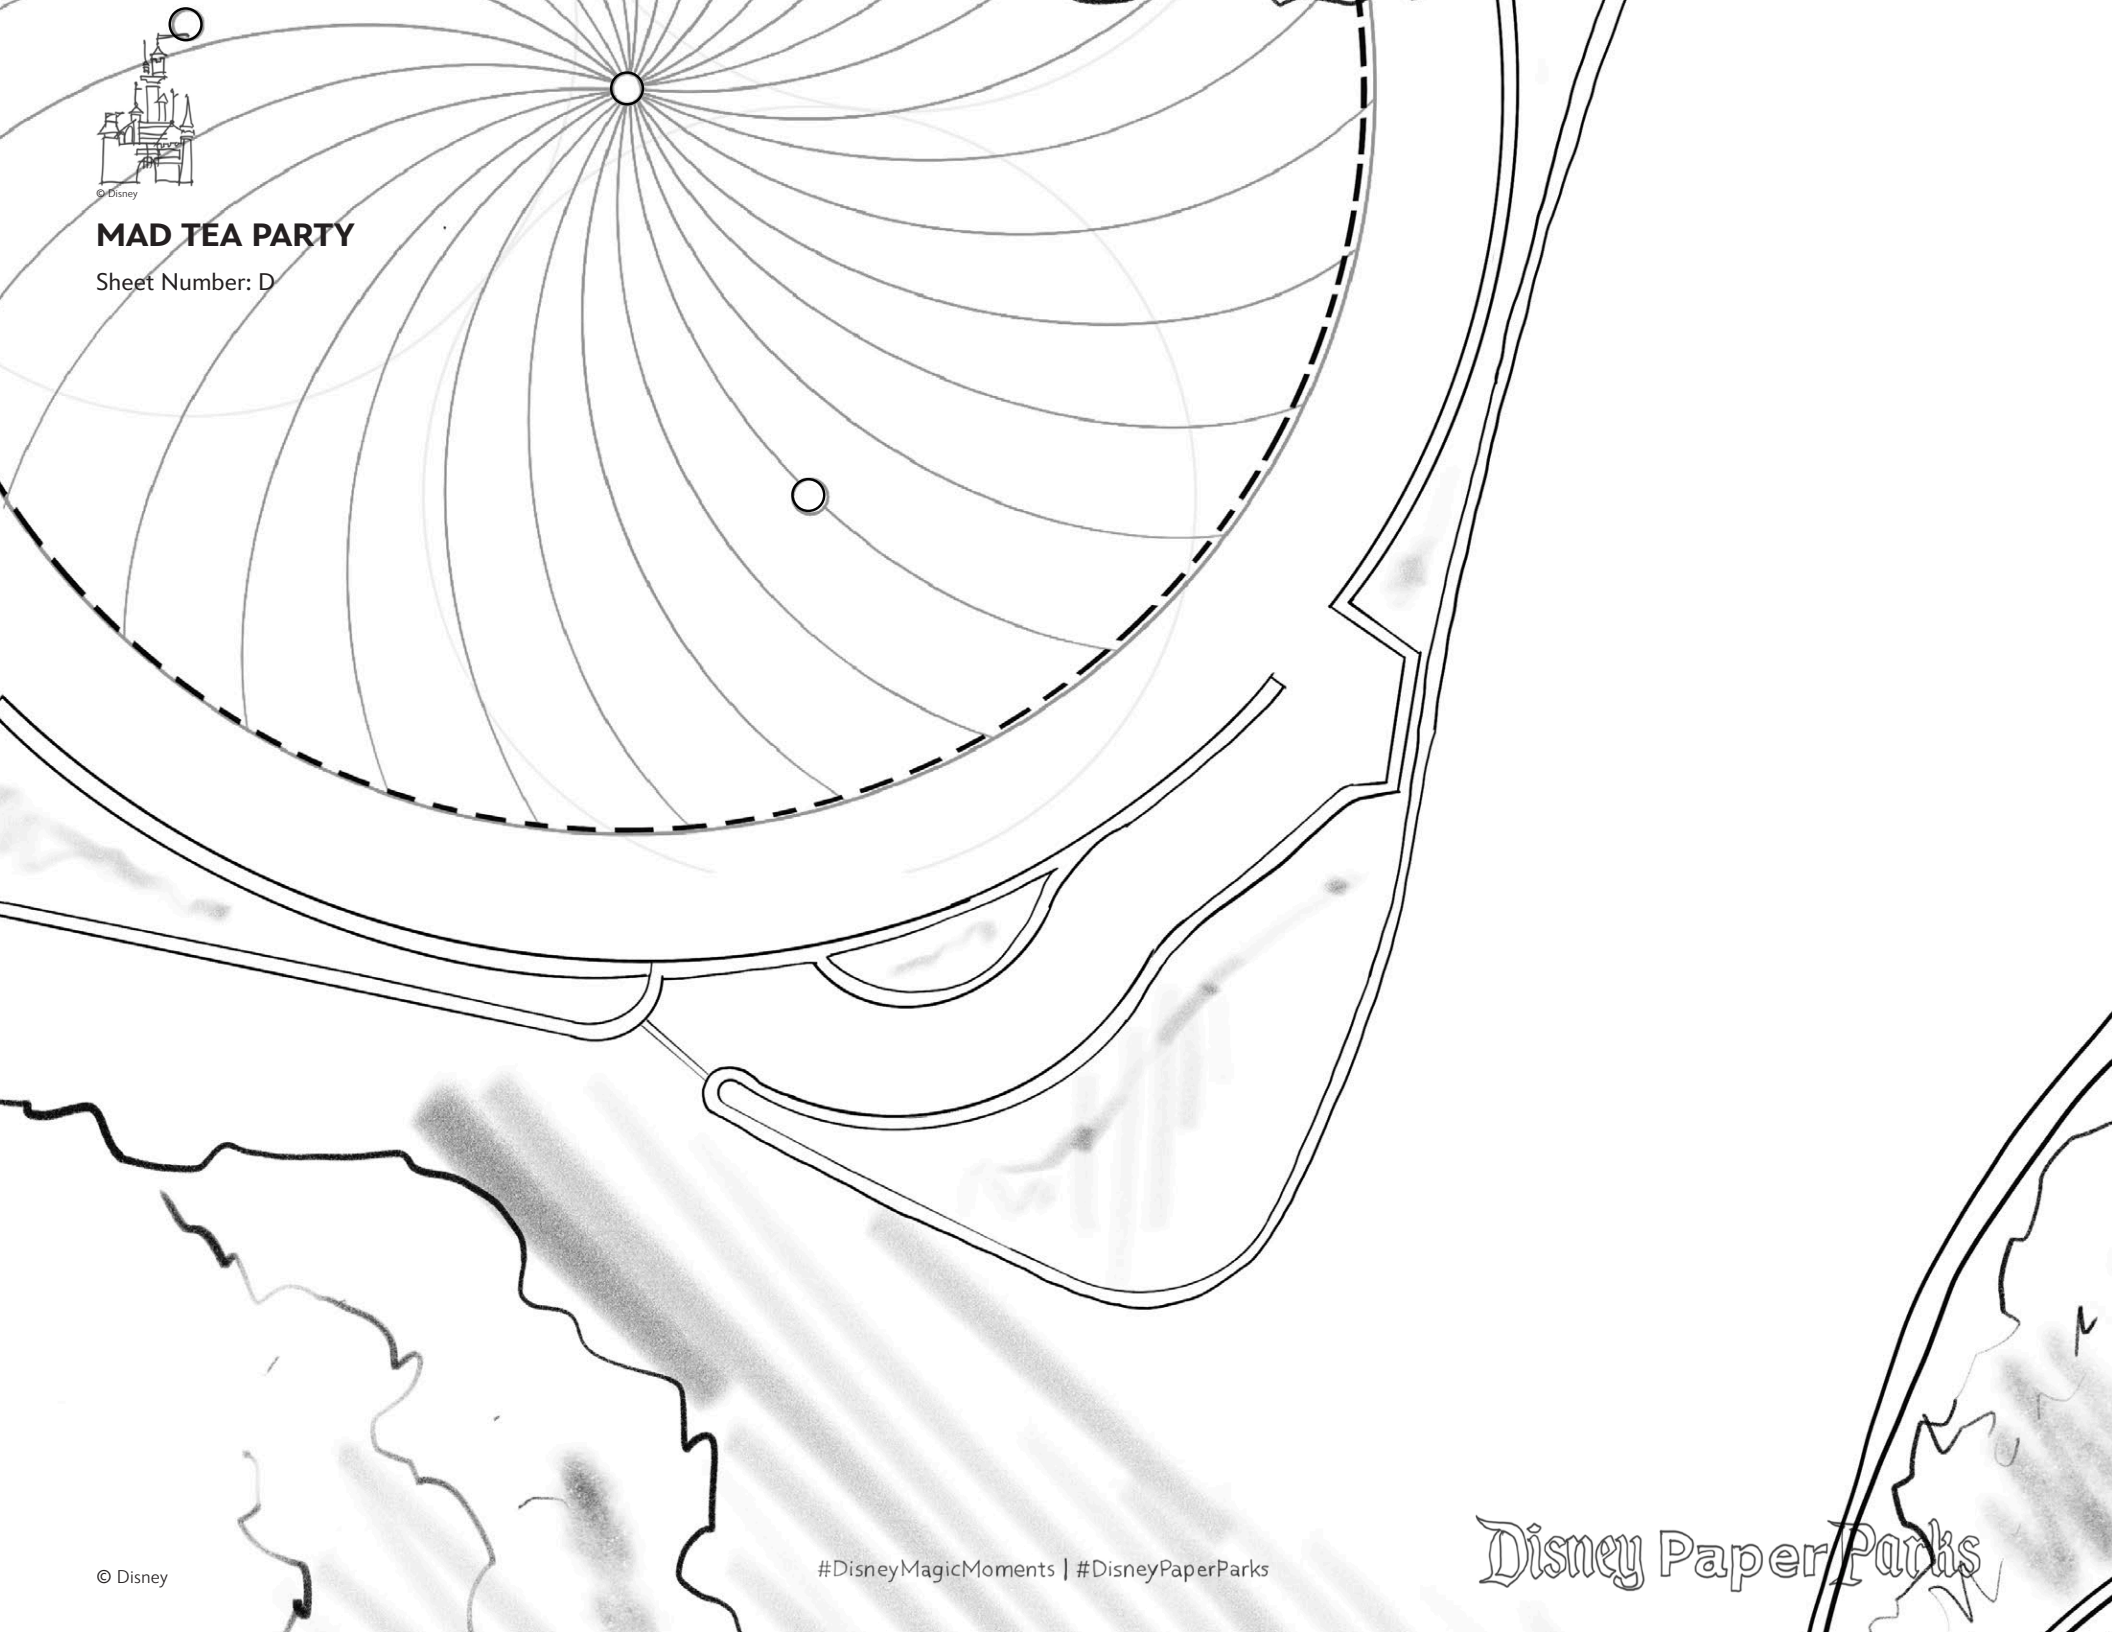 © Disney
MAD TEA PARTY
Sheet Number: D
© Disney
#DisneyMagicMoments | #DisneyPaperParks
Disney Paper Parks